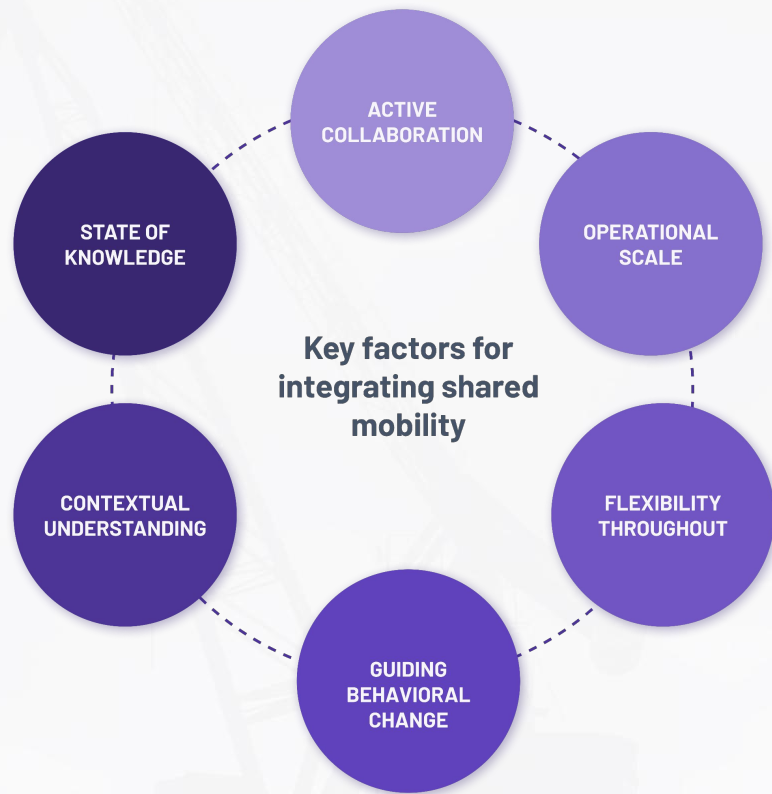 ACTIVE
COLLABORATION
STATE OF
KNOWLEDGE
OPERATIONAL
SCALE
Key factors for
integrating shared
mobility
CONTEXTUAL
UNDERSTANDING
FLEXIBILITY
THROUGHOUT
GUIDING
BEHAVIORAL
CHANGE